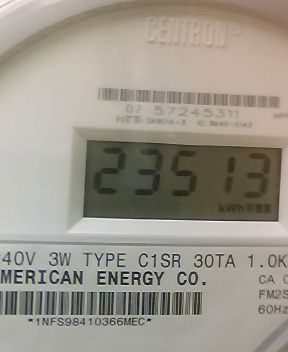 CENTRON®
07 57245311
23513
kWh
40V 3W TYPE C1SR 30TA 1.0K
MERICAN ENERGY CO.
CA
FM2S
60Hz
*1NFS98410366MEC*